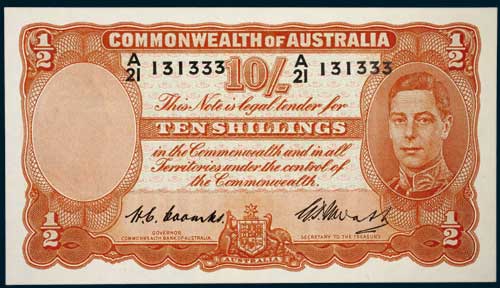 1/2 COMMONWEALTH OF AUSTRALIA 1/2
A/21 131333 10/- A/21 131333
This Note is legal tender for
TEN SHILLINGS
in the Commonwealth and in all
Territories under the control of
the Commonwealth.
GOVERNOR
COMMONWEALTH BANK OF AUSTRALIA.
SECRETARY TO THE TREASURY
1/2 AUSTRALIA 1/2